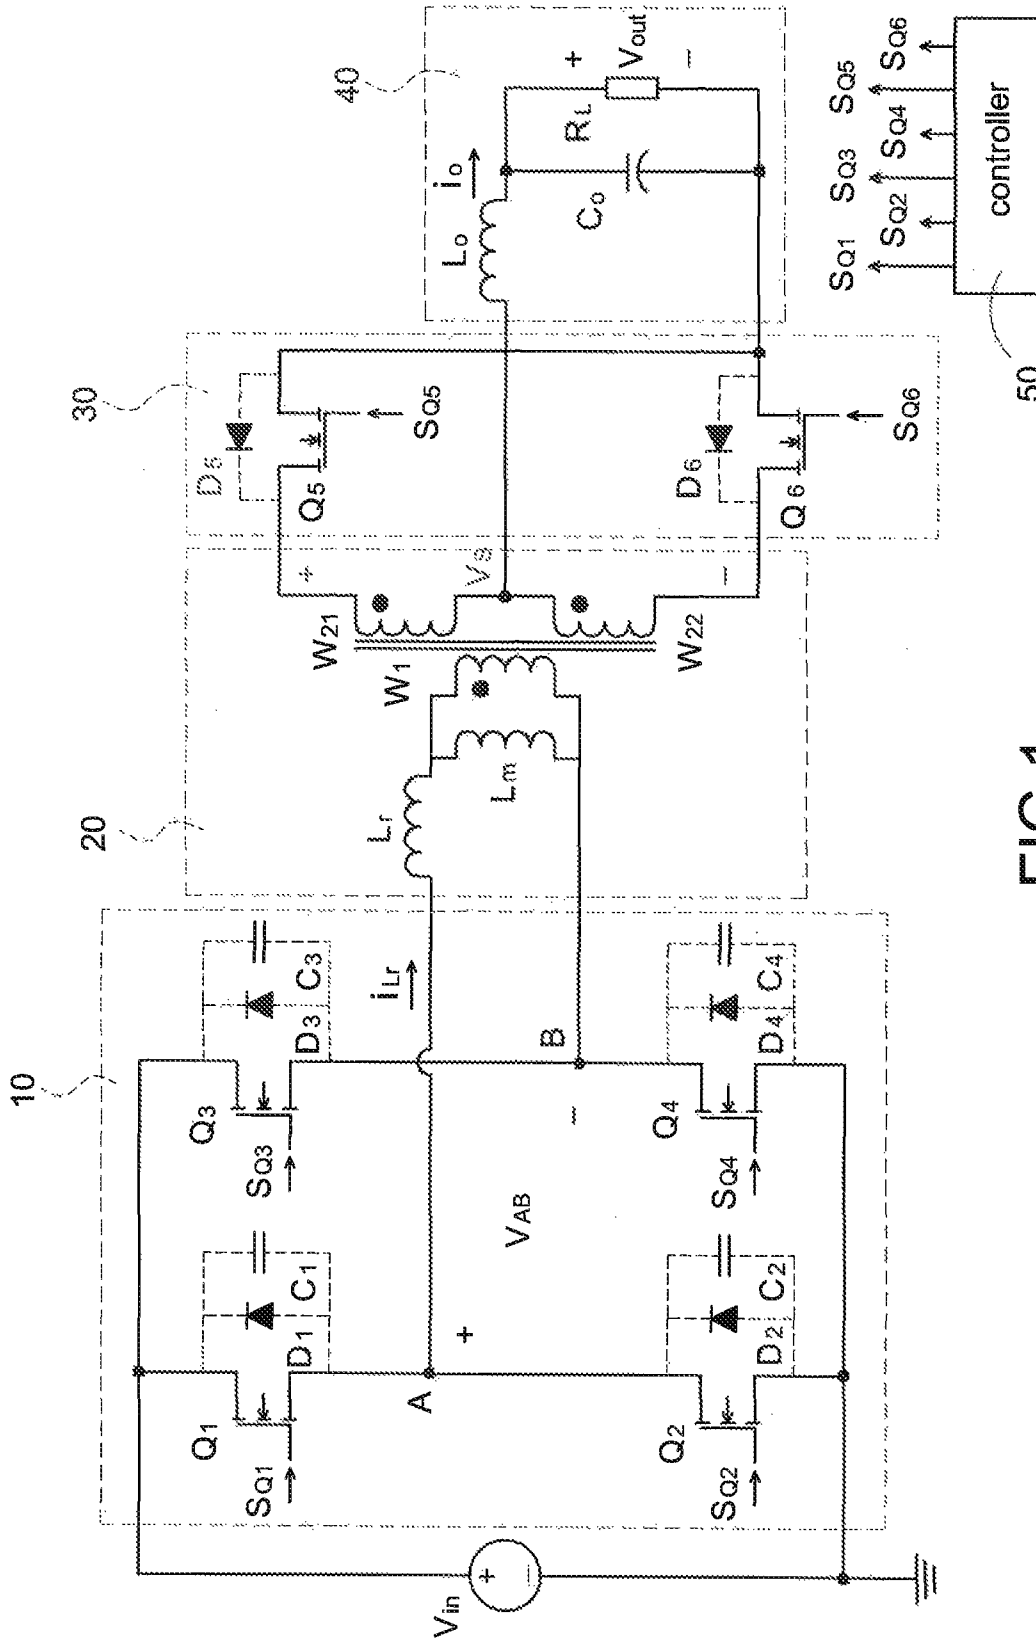 10
20
30
40
Vin
+
−
Q1
SQ1
D1
C1
Q3
SQ3
D3
C3
A
+
VAB
−
B
iLr
Q2
SQ2
D2
C2
Q4
SQ4
D4
C4
Lr
Lm
W1
W21
W22
+
−
D5
Q5
SQ5
D6
Q6
SQ6
Lo
io
Co
RL
+
Vout
−
SQ1
SQ2
SQ3
SQ4
SQ5
SQ6
controller
50
FIG.1